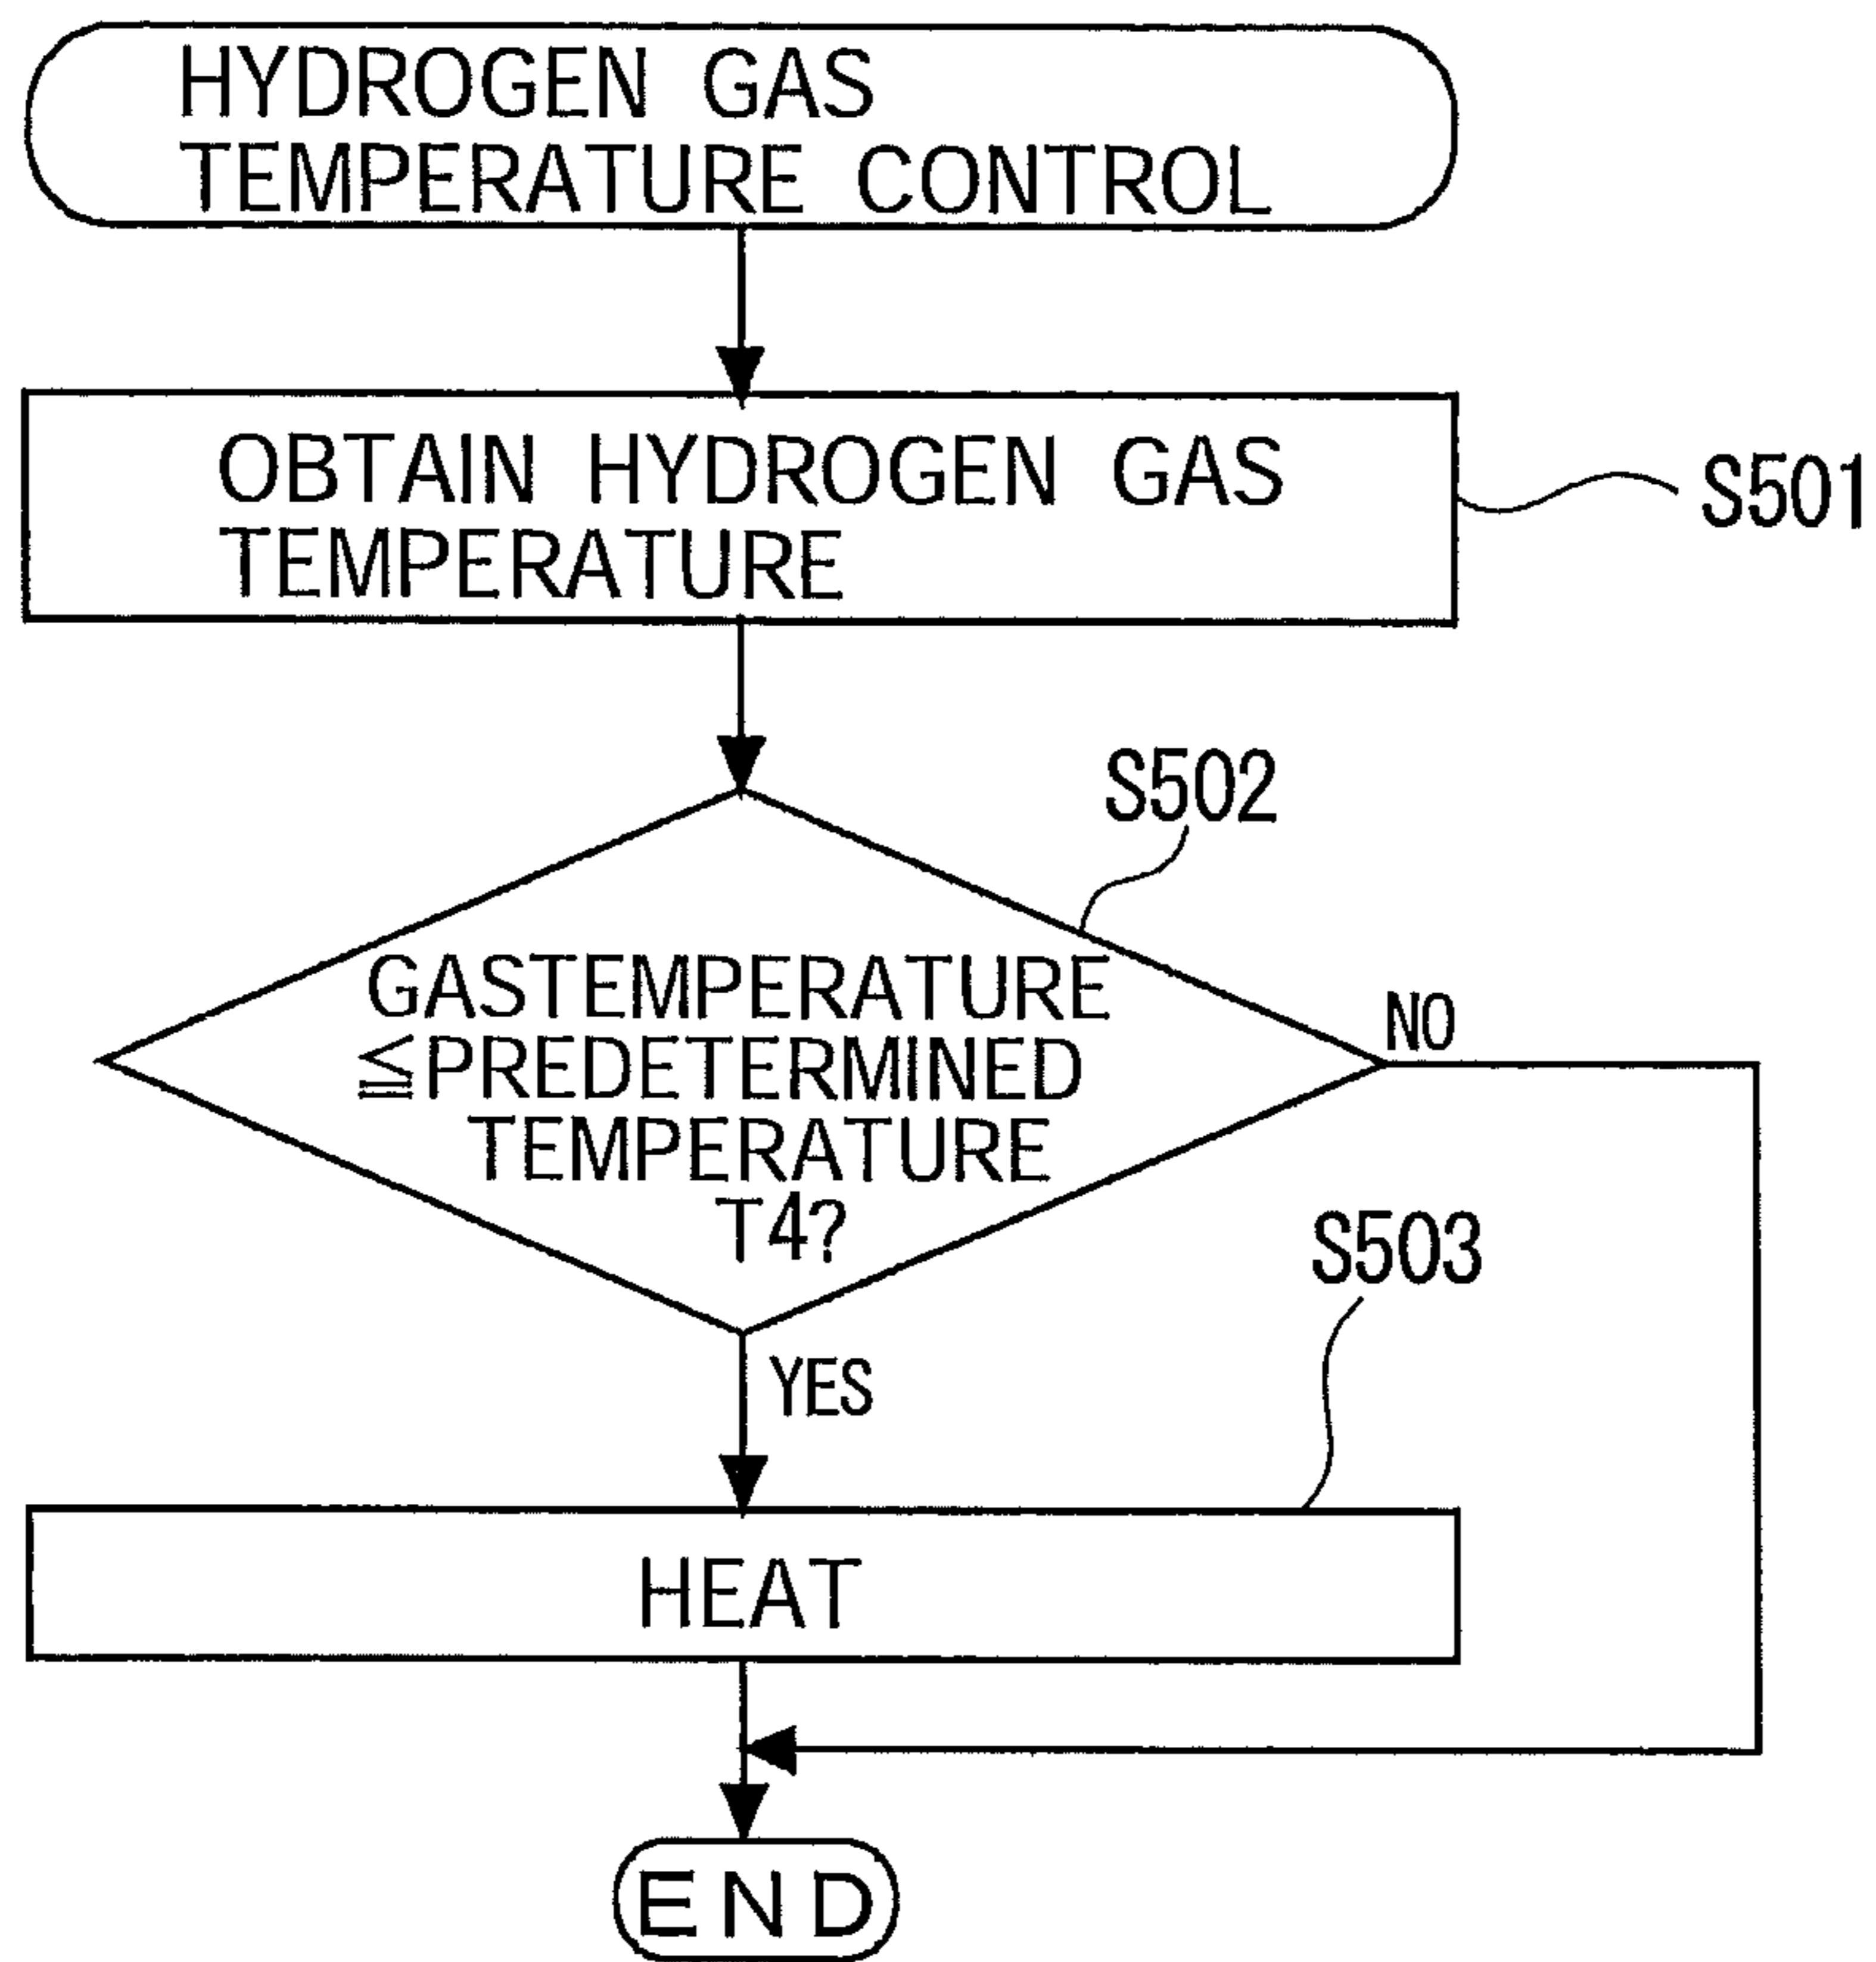 HYDROGEN GAS
TEMPERATURE CONTROL
OBTAIN HYDROGEN GAS
TEMPERATURE
S501
S502
GASTEMPERATURE
≦PREDETERMINED
TEMPERATURE
T4?
NO
YES
S503
HEAT
END